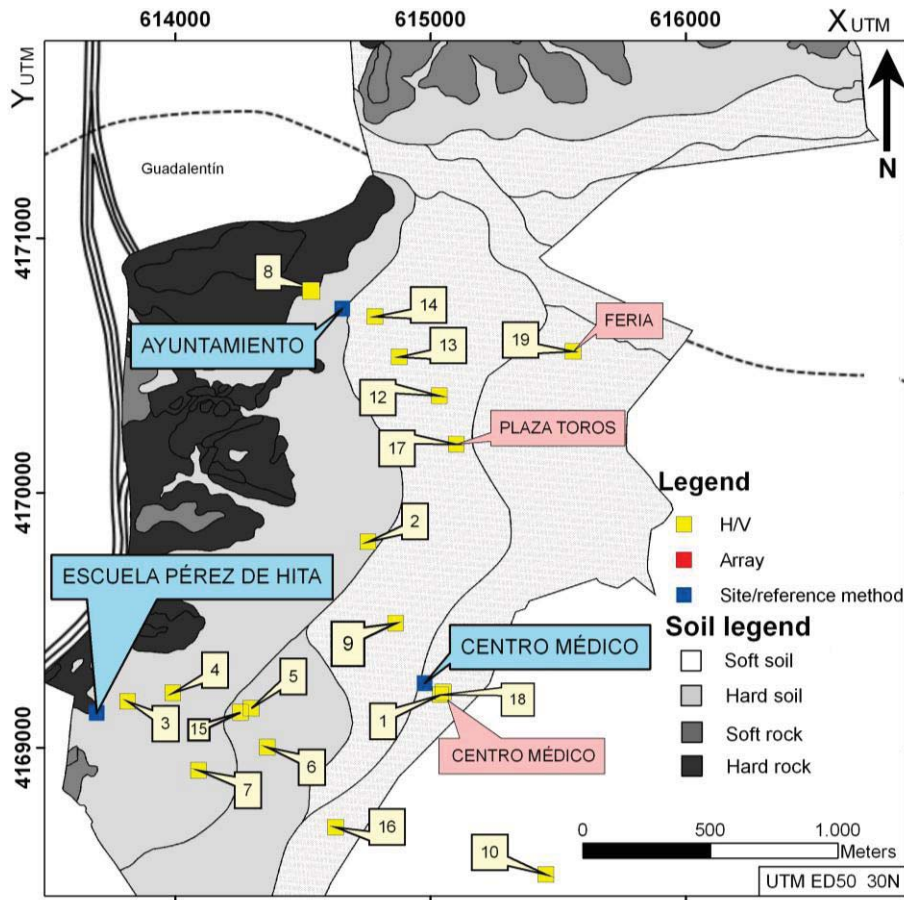 614000
615000
616000
X UTM
Y UTM
4171000
4170000
4169000
N
Guadalentín
8
14
AYUNTAMIENTO
13
19
FERIA
12
17
PLAZA TOROS
2
ESCUELA PÉREZ DE HITA
9
CENTRO MÉDICO
4
5
3
15
1
18
CENTRO MÉDICO
6
7
16
10
Legend
H/V
Array
Site/reference method
Soil legend
Soft soil
Hard soil
Soft rock
Hard rock
0 500 1.000
Meters
UTM ED50 30N